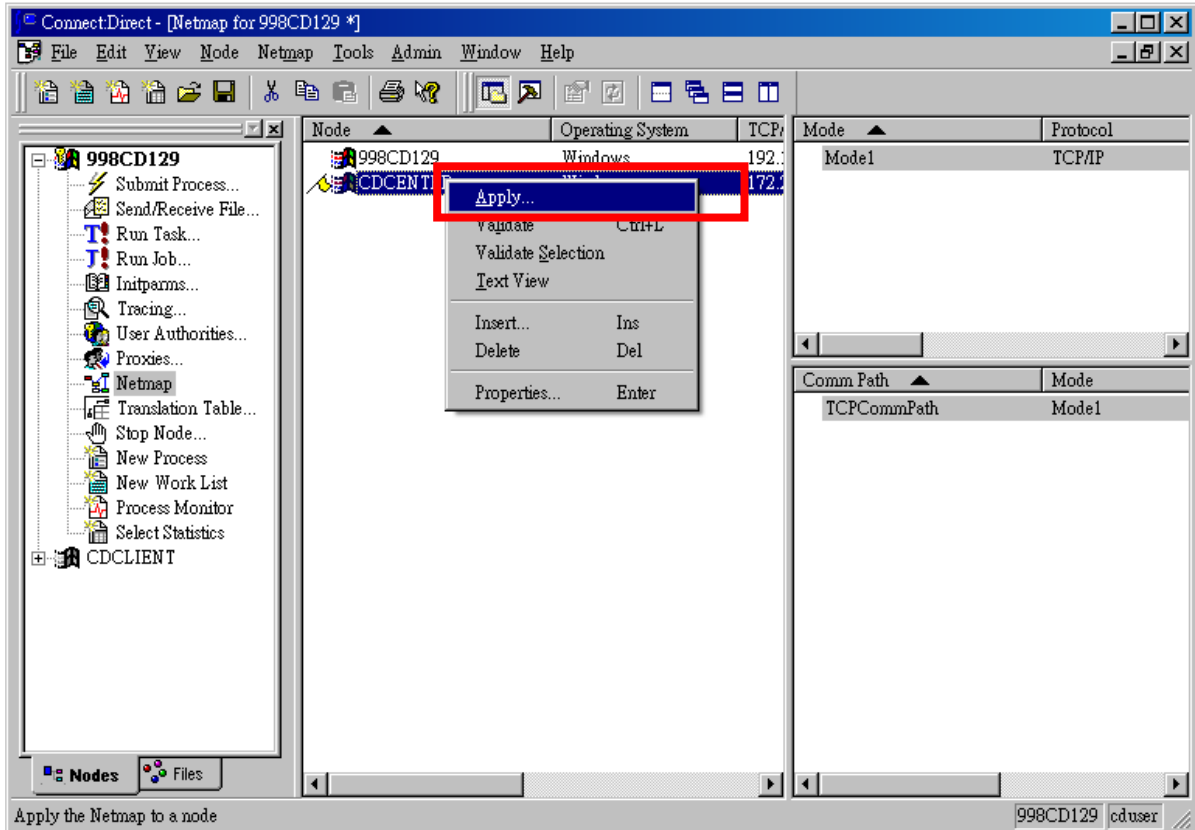 Connect:Direct - [Netmap for 998CD129 *]
File Edit View Node Netmap Tools Admin Window Help
Node Operating System TCP/
998CD129 Windows 192.
CDCENTER 172.
Apply...
Validate Ctrl+L
Validate Selection
Text View
Insert... Ins
Delete Del
Properties... Enter
Mode Protocol
Mode1 TCP/IP
Comm Path Mode
TCPCommPath Mode1
998CD129
Submit Process...
Send/Receive File...
Run Task...
Run Job...
Initparms...
Tracing...
User Authorities...
Proxies...
Netmap
Translation Table...
Stop Node...
New Process
New Work List
Process Monitor
Select Statistics
CDCLIENT
Nodes Files
Apply the Netmap to a node 998CD129 cduser